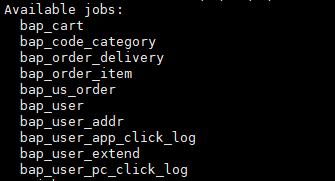 Available jobs:
bap_cart
bap_code_category
bap_order_delivery
bap_order_item
bap_us_order
bap_user
bap_user_addr
bap_user_app_click_log
bap_user_extend
bap_user_pc_click_log